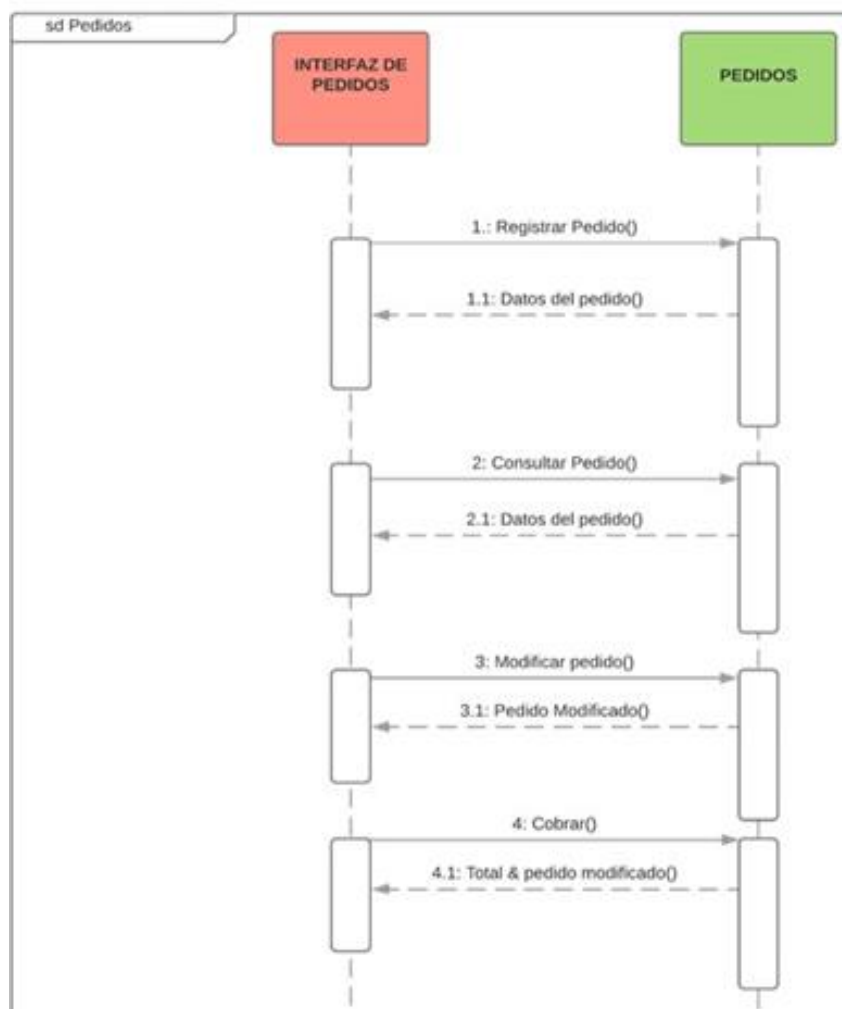 sd Pedidos
INTERFAZ DE
PEDIDOS
PEDIDOS
1.: Registrar Pedido()
1.1: Datos del pedido()
2: Consultar Pedido()
2.1: Datos del pedido()
3: Modificar pedido()
3.1: Pedido Modificado()
4: Cobrar()
4.1: Total & pedido modificado()